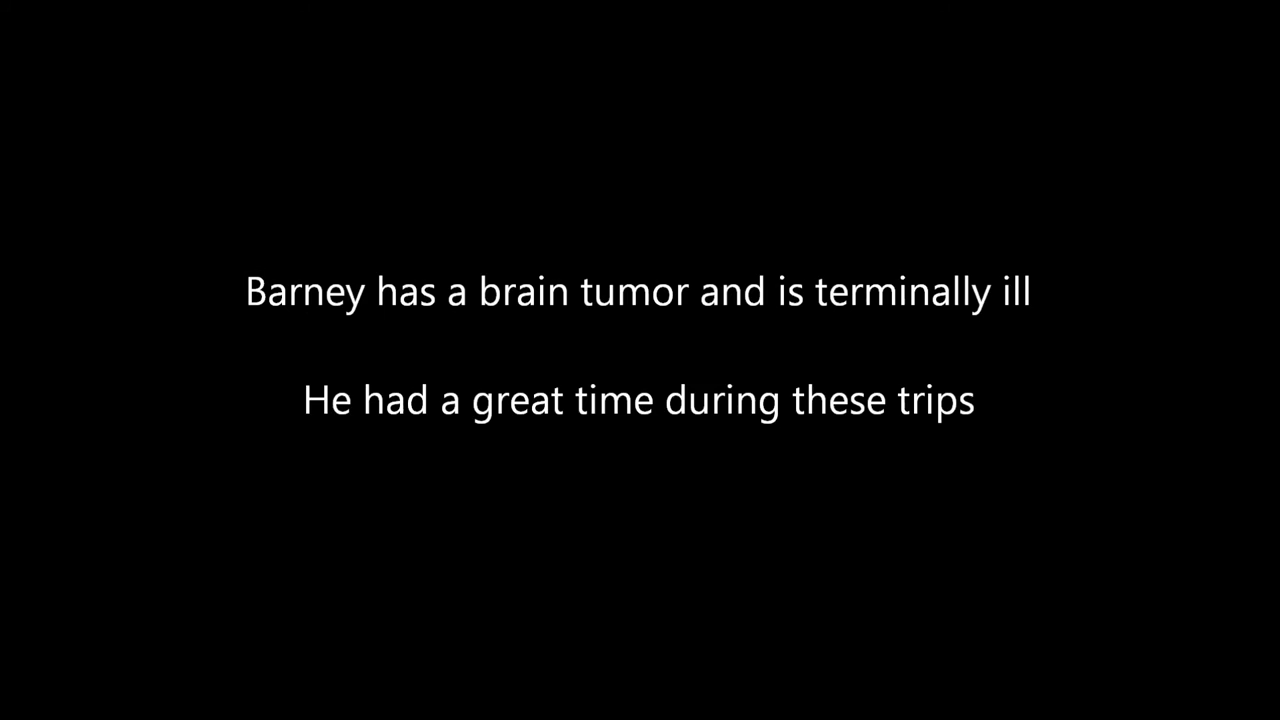 Barney has a brain tumor and is terminally ill
He had a great time during these trips